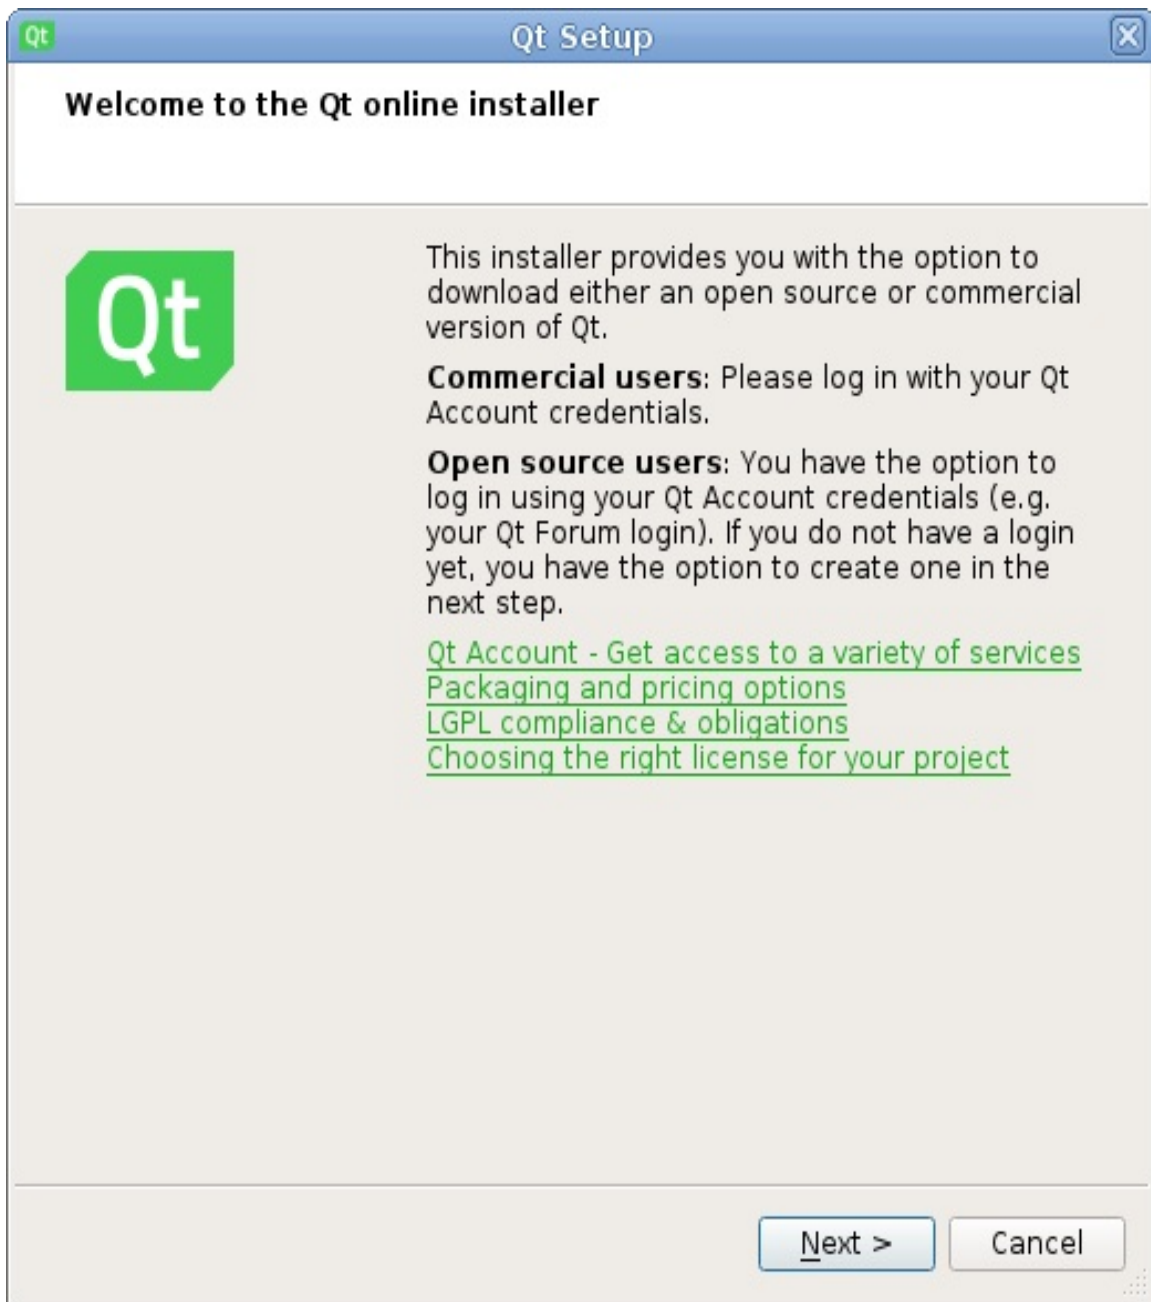 Qt Qt Setup
Welcome to the Qt online installer
Qt
This installer provides you with the option to
download either an open source or commercial
version of Qt.
Commercial users: Please log in with your Qt
Account credentials.
Open source users: You have the option to
log in using your Qt Account credentials (e.g.
your Qt Forum login). If you do not have a login
yet, you have the option to create one in the
next step.
Qt Account - Get access to a variety of services
Packaging and pricing options
LGPL compliance & obligations
Choosing the right license for your project
Next > Cancel